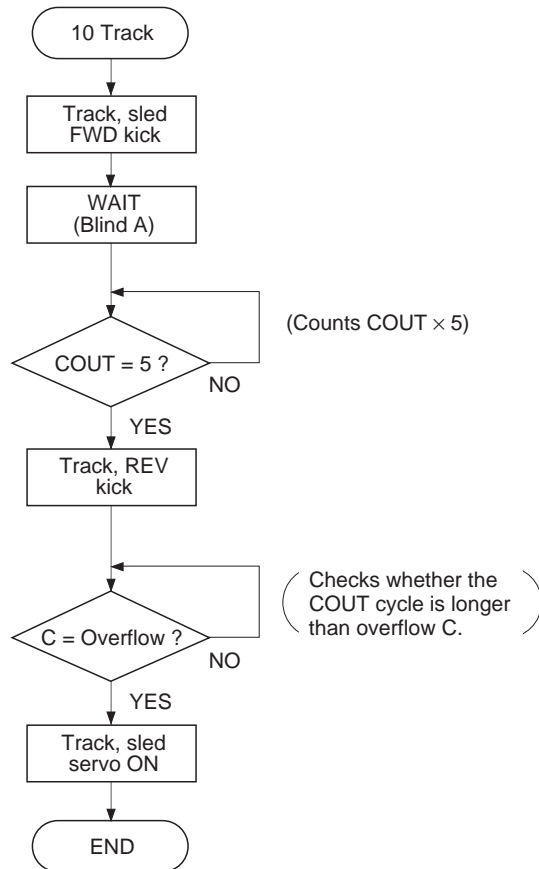 10 Track
Track, sled
FWD kick
WAIT
(Blind A)
(Counts COUT × 5)
COUT = 5 ?
NO
YES
Track, REV
kick
Checks whether the
COUT cycle is longer
than overflow C.
C = Overflow ?
NO
YES
Track, sled
servo ON
END